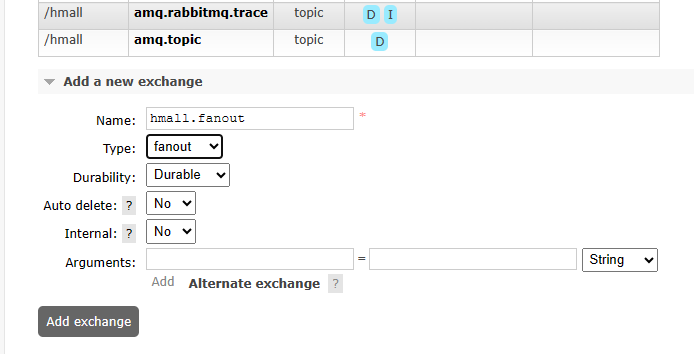 /hmall amq.rabbitmq.trace topic D I
/hmall amq.topic topic D
Add a new exchange
Name: hmall.fanout *
Type: fanout
Durability: Durable
Auto delete: ? No
Internal: ? No
Arguments: = String
Add Alternate exchange ?
Add exchange